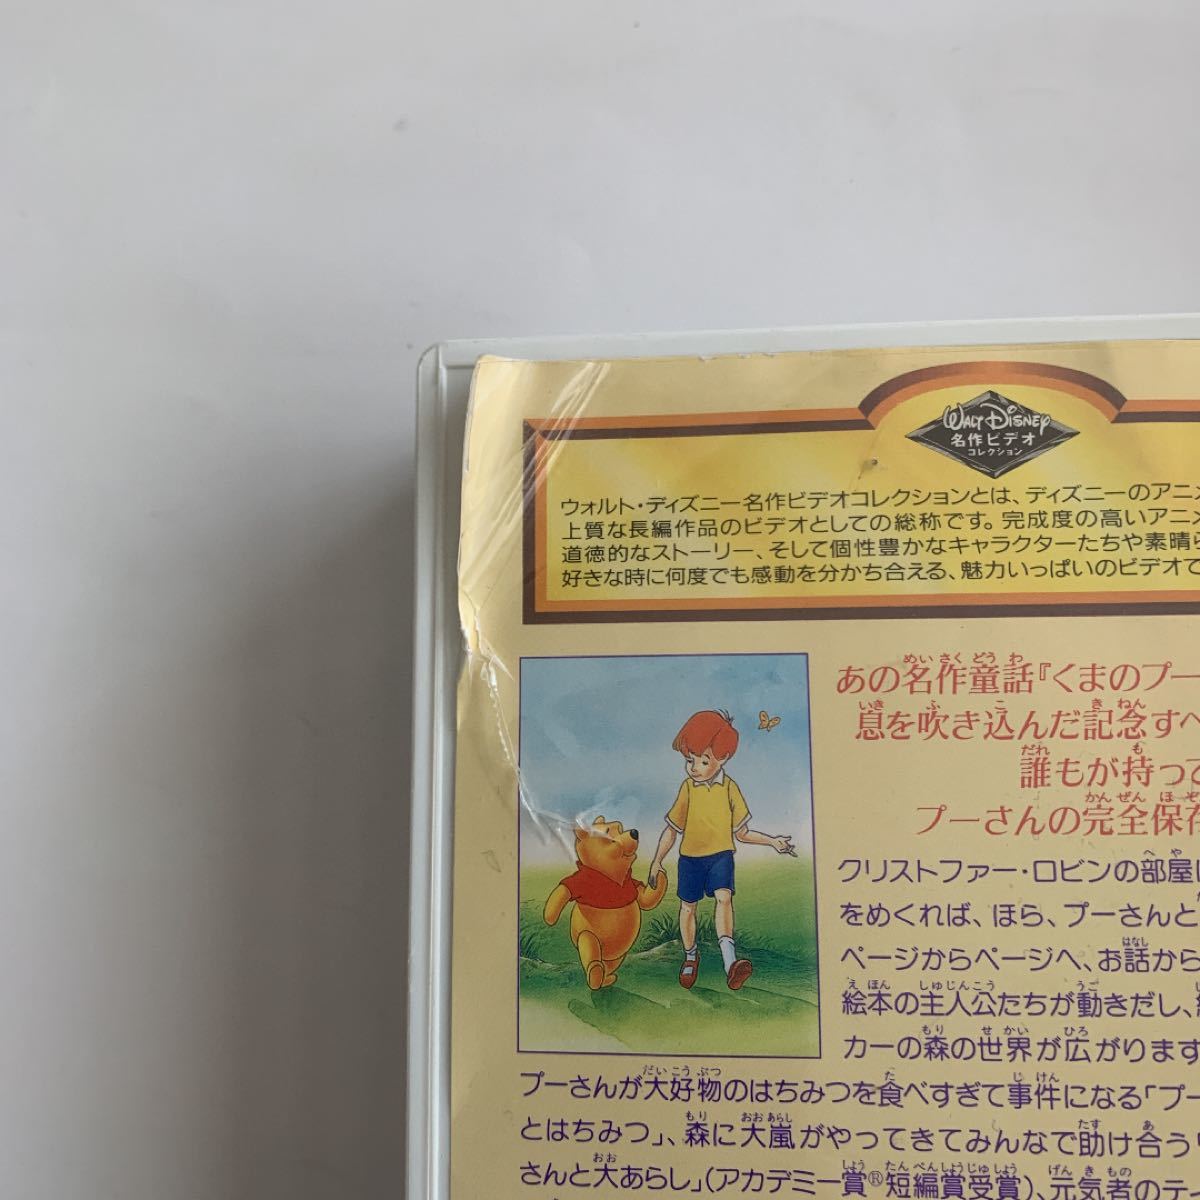 WALT DISNEY
名作ビデオ
コレクション
ウォルト・ディズニー名作ビデオコレクションとは、ディズニーのアニメ
上質な長編作品のビデオとしての総称です。完成度の高いアニメ
道徳的なストーリー、そして個性豊かなキャラクターたちや素晴ら
好きな時に何度でも感動を分かち合える、魅力いっぱいのビデオで
あの名作童話『くまのプー
息を吹き込んだ記念すべ
誰もが持って
プーさんの完全保存
クリストファー・ロビンの部屋に
をめくれば、ほら、プーさんと
ページからページへ、お話から
絵本の主人公たちが動きだし、
カーの森の世界が広がります
プーさんが大好物のはちみつを食べすぎて事件になる「プー
とはちみつ」、森に大嵐がやってきてみんなで助け合う
さんと大あらし」(アカデミー賞®短編賞受賞)、元気者のテ